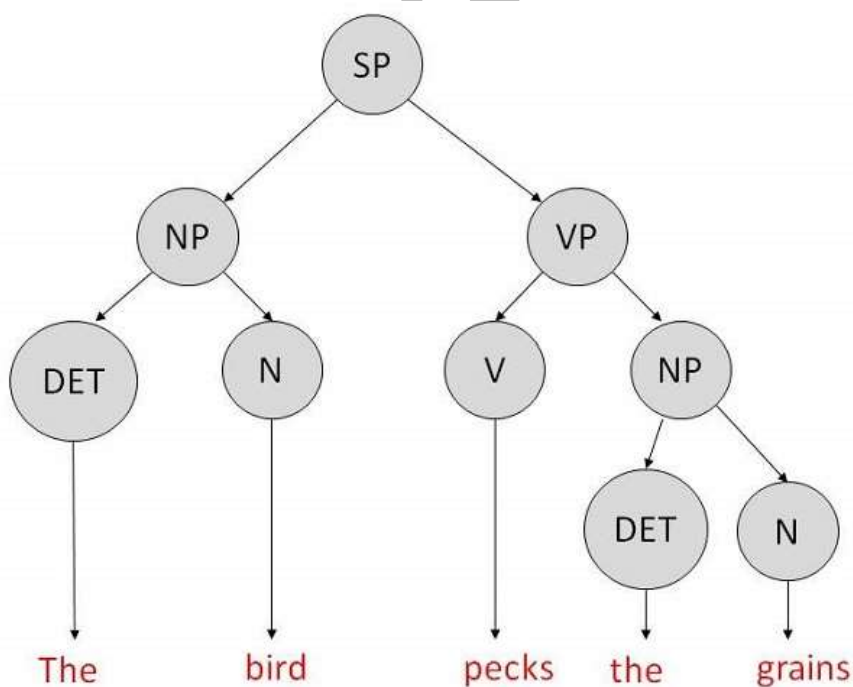 SP
NP VP
DET N V NP
DET N
The bird pecks the grains